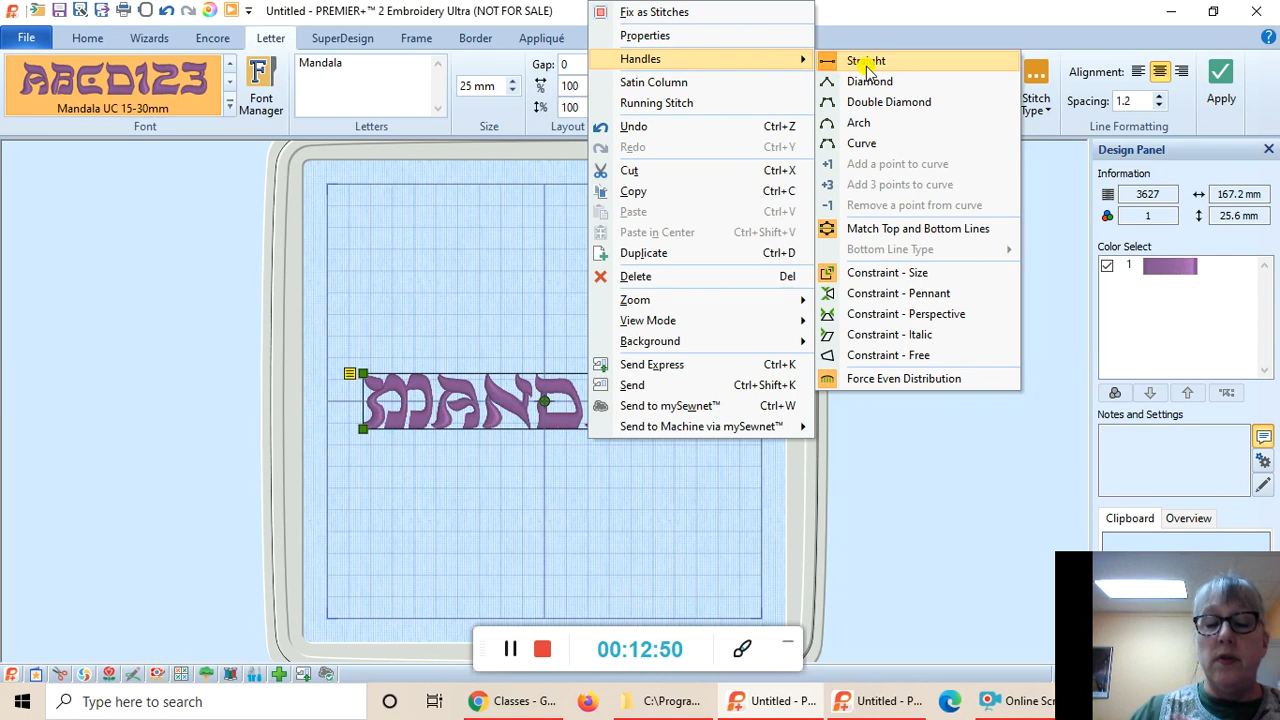 Untitled - PREMIER+™ 2 Embroidery Ultra (NOT FOR SALE)
File
Home
Wizards
Encore
Letter
SuperDesign
Frame
Border
Appliqué
ABCD123
Mandala UC 15-30mm
Font
Font Manager
Mandala
Letters
25 mm
Size
Gap: 0
100
100
Layout
Stitch Type
Alignment:
Spacing: 1.2
Line Formatting
Apply
Fix as Stitches
Properties
Handles
Satin Column
Running Stitch
Undo Ctrl+Z
Redo Ctrl+Y
Cut Ctrl+X
Copy Ctrl+C
Paste Ctrl+V
Paste in Center Ctrl+Shift+V
Duplicate Ctrl+D
Delete Del
Zoom
View Mode
Background
Send Express Ctrl+K
Send Ctrl+Shift+K
Send to mySewnet™ Ctrl+W
Send to Machine via mySewnet™
Straight
Diamond
Double Diamond
Arch
Curve
+1 Add a point to curve
+3 Add 3 points to curve
-1 Remove a point from curve
Match Top and Bottom Lines
Bottom Line Type
Constraint - Size
Constraint - Pennant
Constraint - Perspective
Constraint - Italic
Constraint - Free
Force Even Distribution
MAND
Design Panel
Information
3627
167.2 mm
1
25.6 mm
Color Select
1
Notes and Settings
Clipboard
Overview
00:12:50
Type here to search
Classes - G...
C:\Progra...
Untitled - P...
Untitled - P...
Online Scr